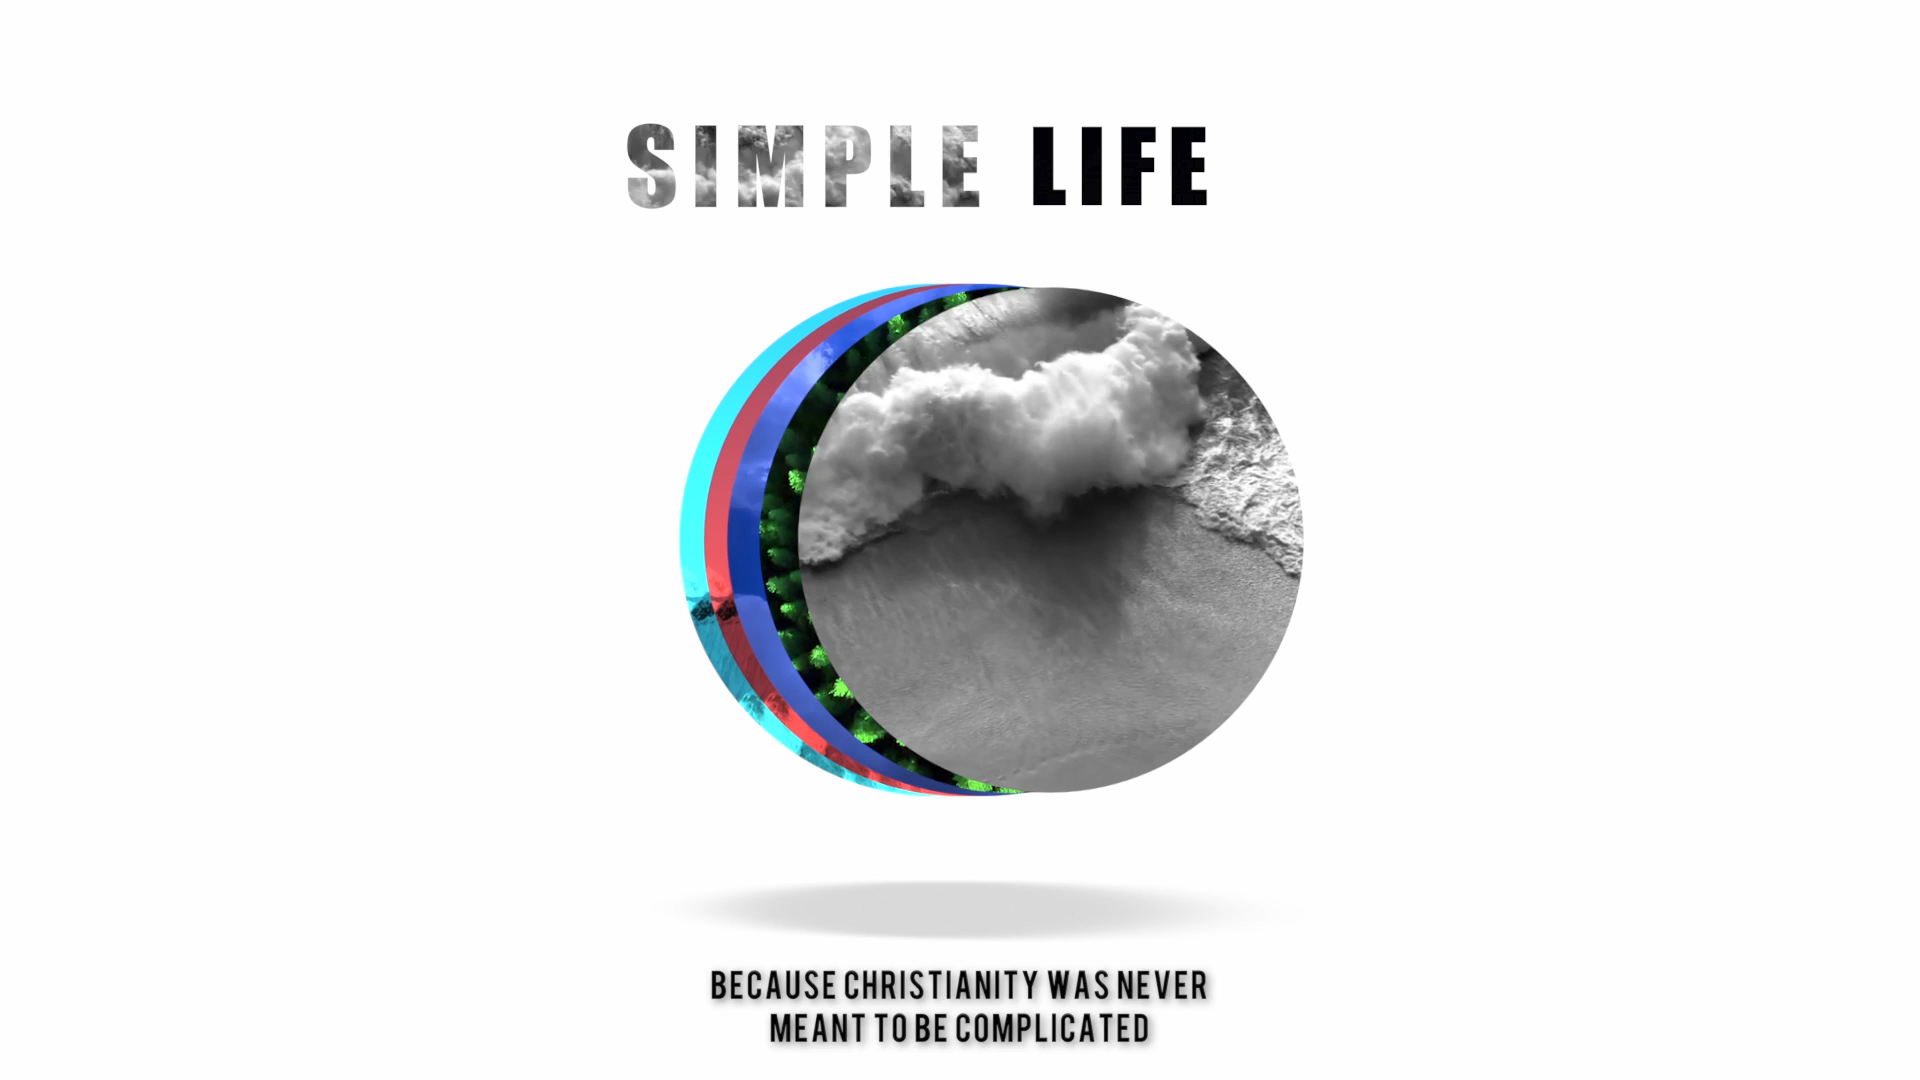 SIMPLE LIFE
BECAUSE CHRISTIANITY WAS NEVER
MEANT TO BE COMPLICATED